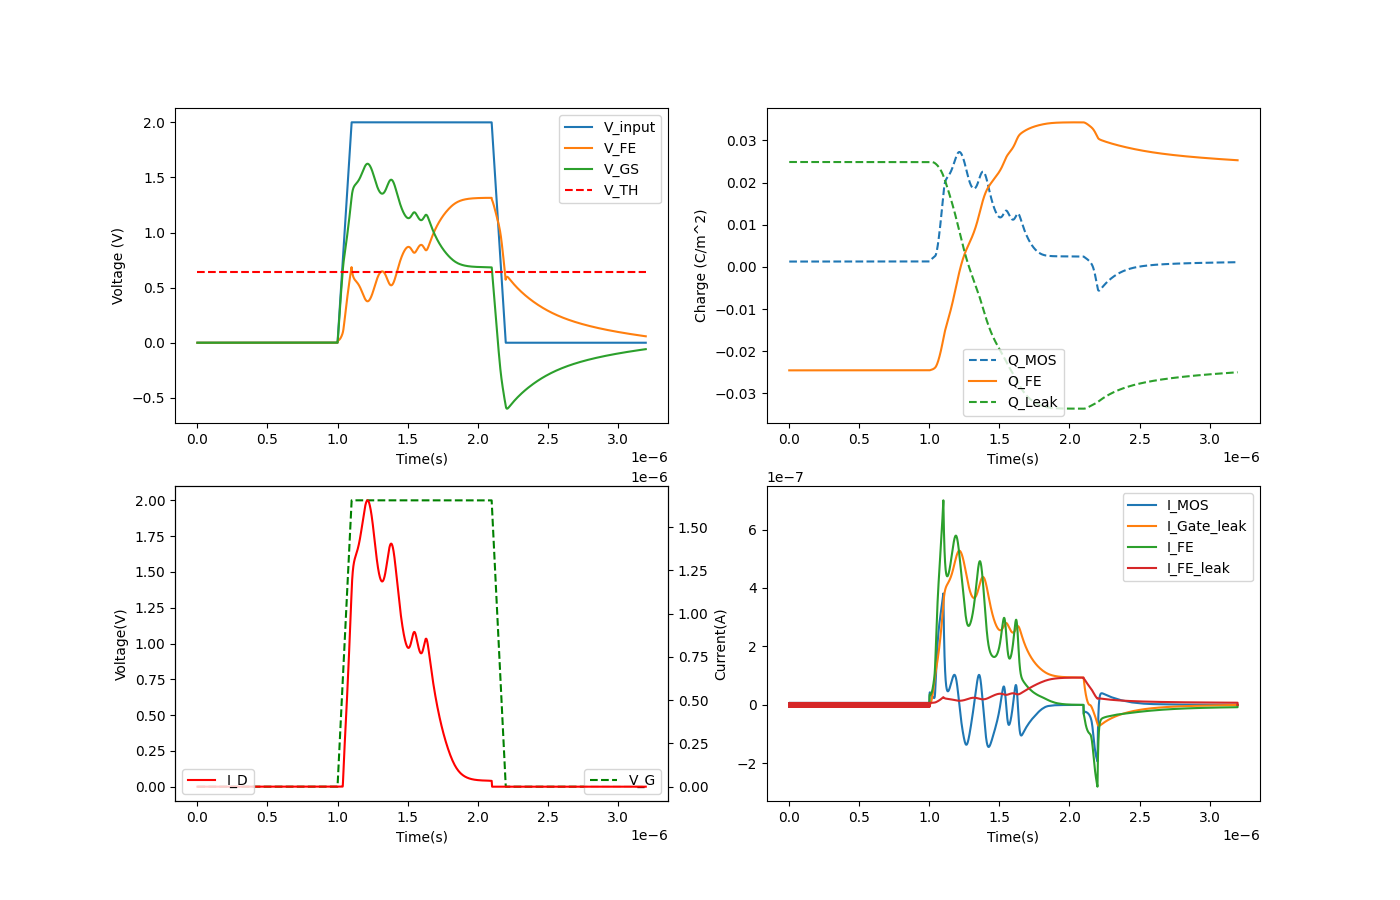 2.0
1.5
1.0
0.5
0.0
−0.5
Voltage (V)
V_input
V_FE
V_GS
V_TH
0.0 0.5 1.0 1.5 2.0 2.5 3.0
Time(s)
1e−6
0.03
0.02
0.01
0.00
−0.01
−0.02
−0.03
Charge (C/m^2)
Q_MOS
Q_FE
Q_Leak
0.0 0.5 1.0 1.5 2.0 2.5 3.0
Time(s)
1e−6
1e−6
2.00
1.75
1.50
1.25
1.00
0.75
0.50
0.25
0.00
Voltage(V)
I_D
V_G
1.50
1.25
1.00
0.75
0.50
0.25
0.00
Current(A)
0.0 0.5 1.0 1.5 2.0 2.5 3.0
Time(s)
1e−6
1e−7
6
4
2
0
−2
I_MOS
I_Gate_leak
I_FE
I_FE_leak
0.0 0.5 1.0 1.5 2.0 2.5 3.0
Time(s)
1e−6